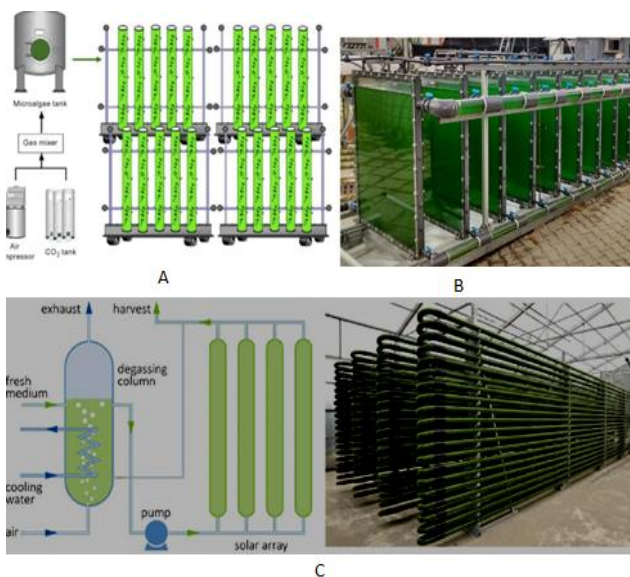 Microalgae tank
Gas mixer
Air
mpressor
CO₂ tank
A
B
exhaust
harvest
degassing
column
fresh
medium
cooling
water
air
pump
solar array
C